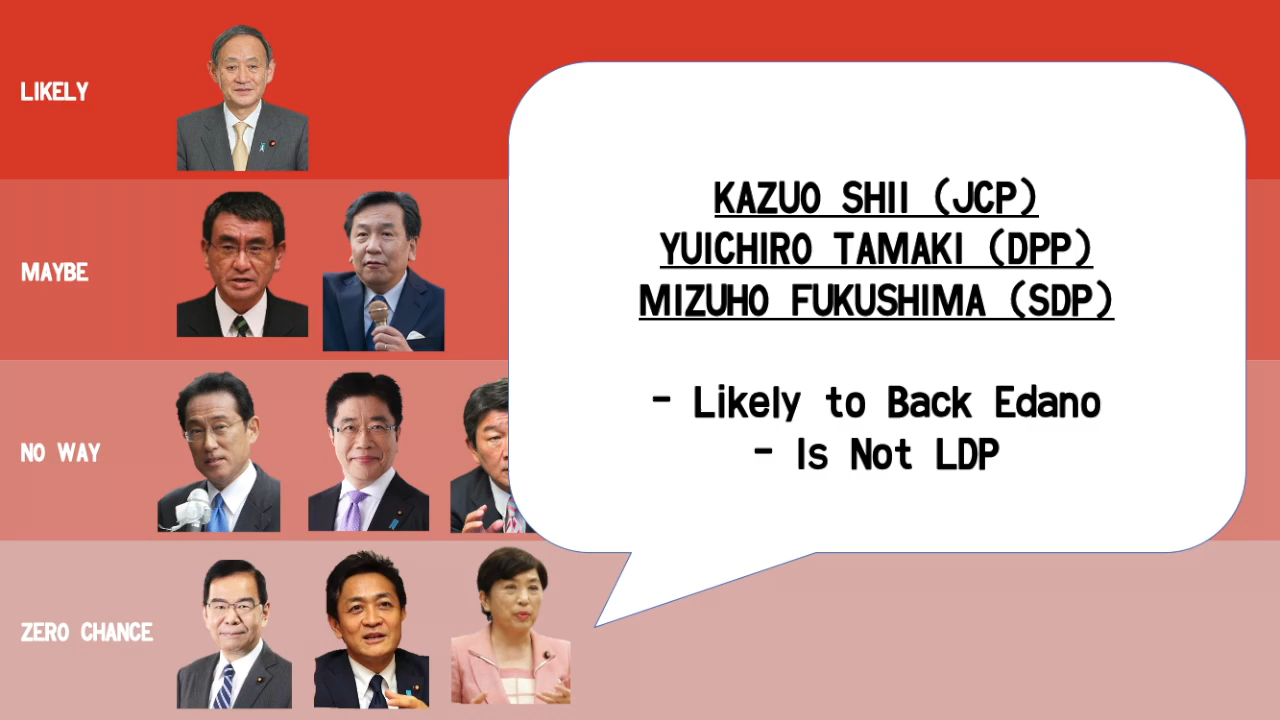 LIKELY
MAYBE
NO WAY
ZERO CHANCE
KAZUO SHII (JCP)
YUICHIRO TAMAKI (DPP)
MIZUHO FUKUSHIMA (SDP)
- Likely to Back Edano
- Is Not LDP